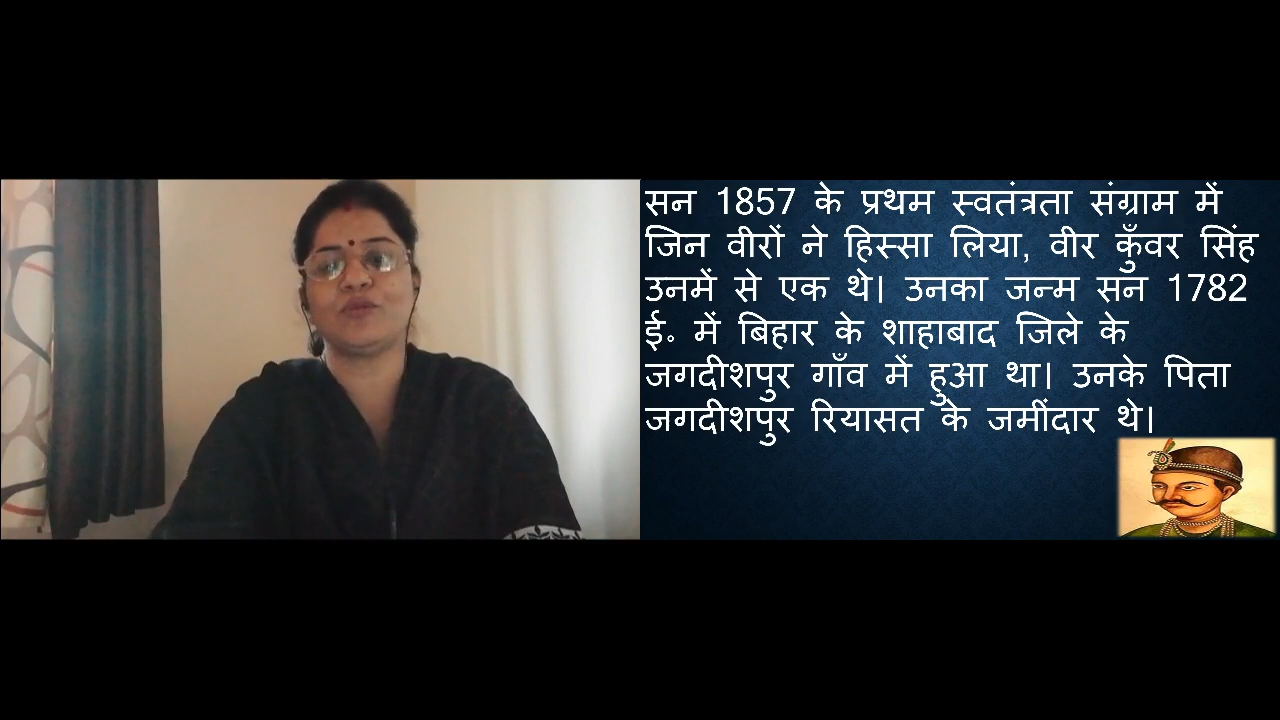 सन 1857 के प्रथम स्वतंत्रता संग्राम में
जिन वीरों ने हिस्सा लिया, वीर कुँवर सिंह
उनमें से एक थे। उनका जन्म सन 1782
ई॰ में बिहार के शाहाबाद जिले के
जगदीशपुर गाँव में हुआ था। उनके पिता
जगदीशपुर रियासत के जमींदार थे।